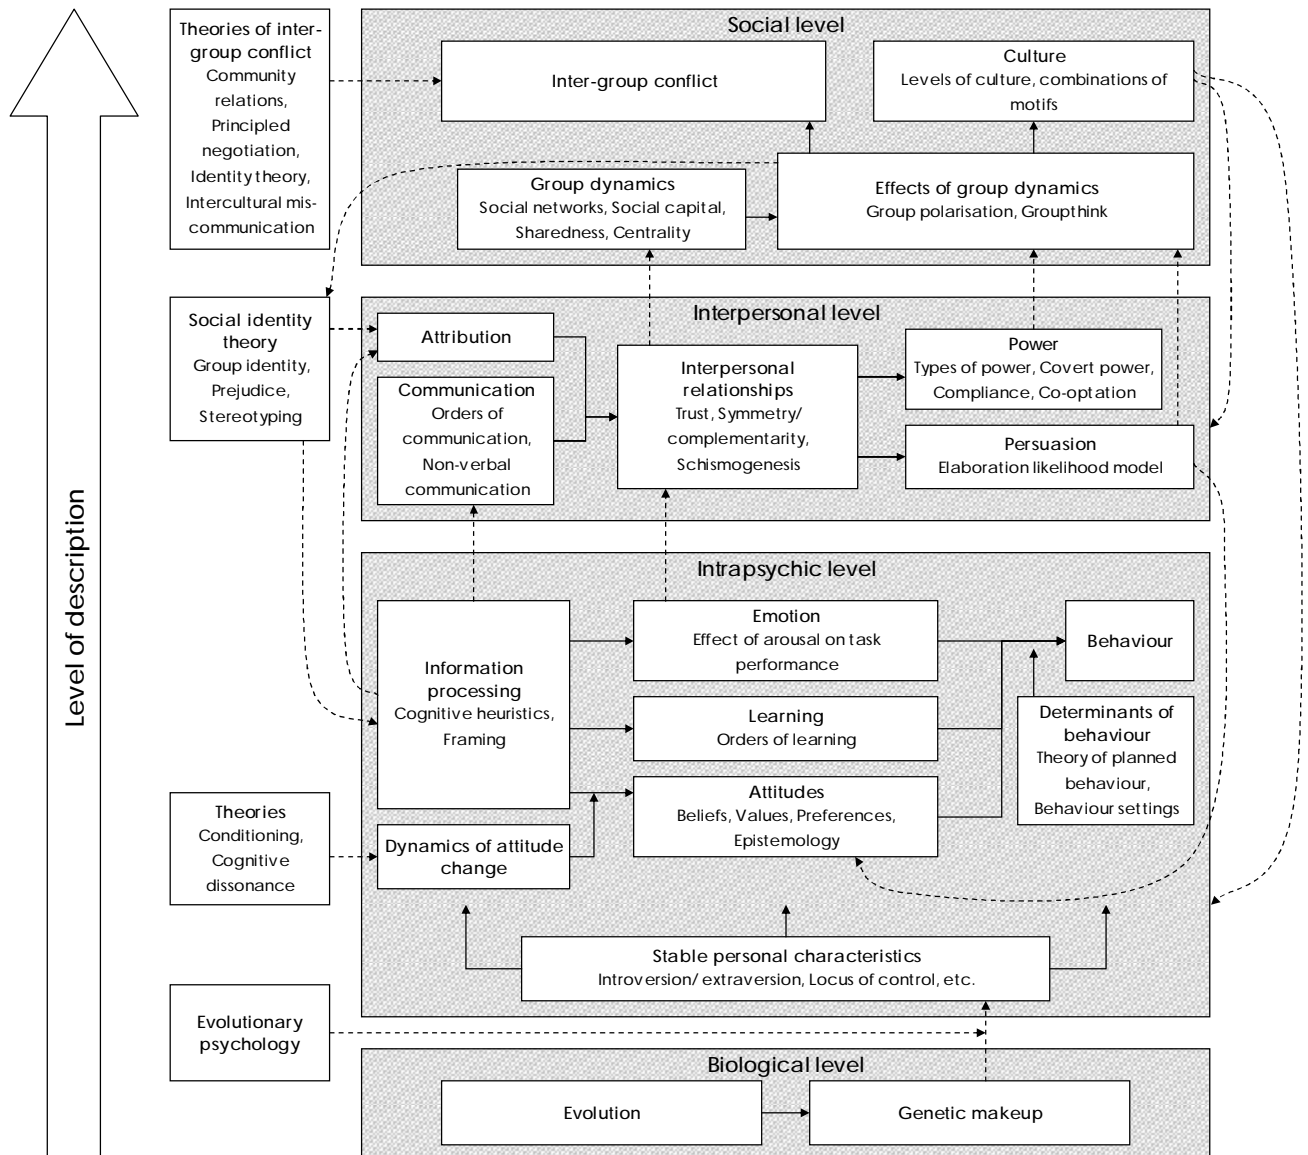 Level of description
Theories of inter-
group conflict
Community
relations,
Principled
negotiation,
Identity theory,
Intercultural mis-
communication
Social level
Inter-group conflict
Culture
Levels of culture, combinations of
motifs
Group dynamics
Social networks, Social capital,
Sharedness, Centrality
Effects of group dynamics
Group polarisation, Groupthink
Social identity
theory
Group identity,
Prejudice,
Stereotyping
Interpersonal level
Attribution
Communication
Orders of
communication,
Non-verbal
communication
Interpersonal
relationships
Trust, Symmetry/
complementarity,
Schismogenesis
Power
Types of power, Covert power,
Compliance, Co-optation
Persuasion
Elaboration likelihood model
Intrapsychic level
Information
processing
Cognitive heuristics,
Framing
Emotion
Effect of arousal on task
performance
Behaviour
Learning
Orders of learning
Determinants of
behaviour
Theory of planned
behaviour,
Behaviour settings
Attitudes
Beliefs, Values, Preferences,
Epistemology
Theories
Conditioning,
Cognitive
dissonance
Dynamics of attitude
change
Stable personal characteristics
Introversion/ extraversion, Locus of control, etc.
Evolutionary
psychology
Biological level
Evolution
Genetic makeup